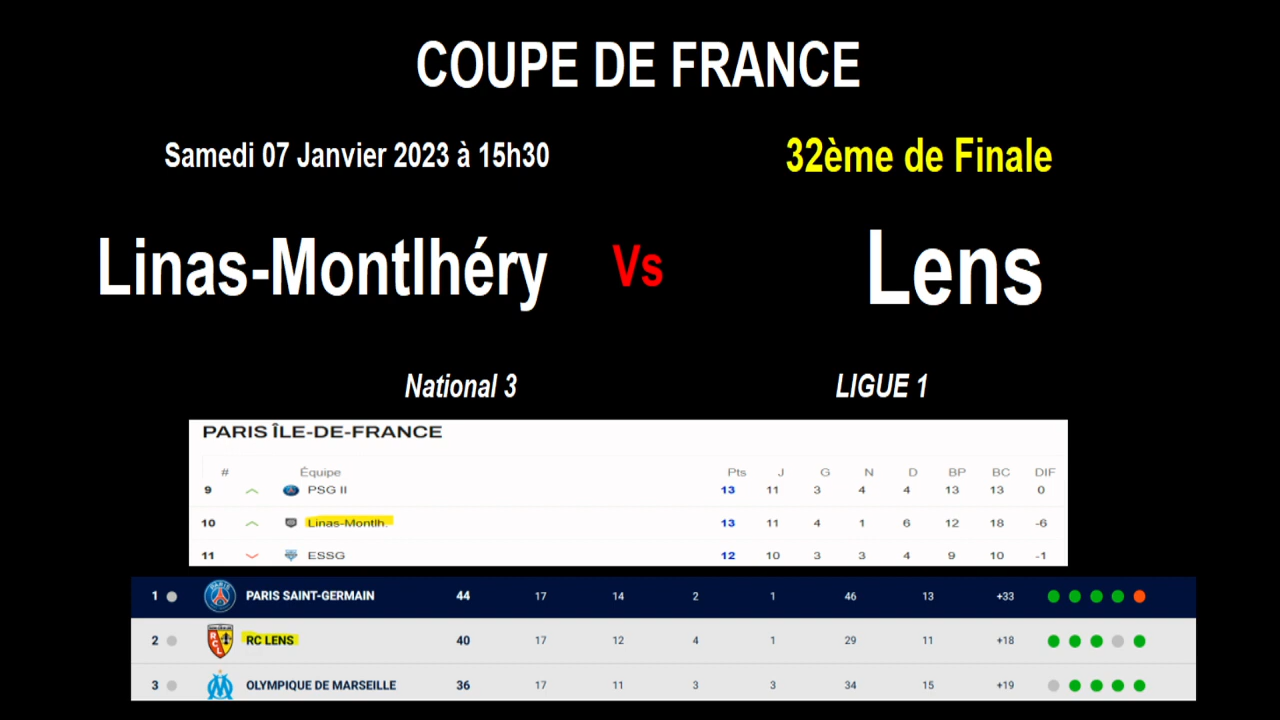 COUPE DE FRANCE
Samedi 07 Janvier 2023 à 15h30
32ème de Finale
Linas-Montlhéry Vs Lens
National 3
LIGUE 1
PARIS ÎLE-DE-FRANCE
# Équipe Pts J G N D BP BC DIF
9 PSG II 13 11 3 4 4 13 13 0
10 Linas-Montlh. 13 11 4 1 6 12 18 -6
11 ESSG 12 10 3 3 4 9 10 -1
1 PARIS SAINT-GERMAIN 44 17 14 2 1 46 13 +33
2 RC LENS 40 17 12 4 1 29 11 +18
3 OLYMPIQUE DE MARSEILLE 36 17 11 3 3 34 15 +19